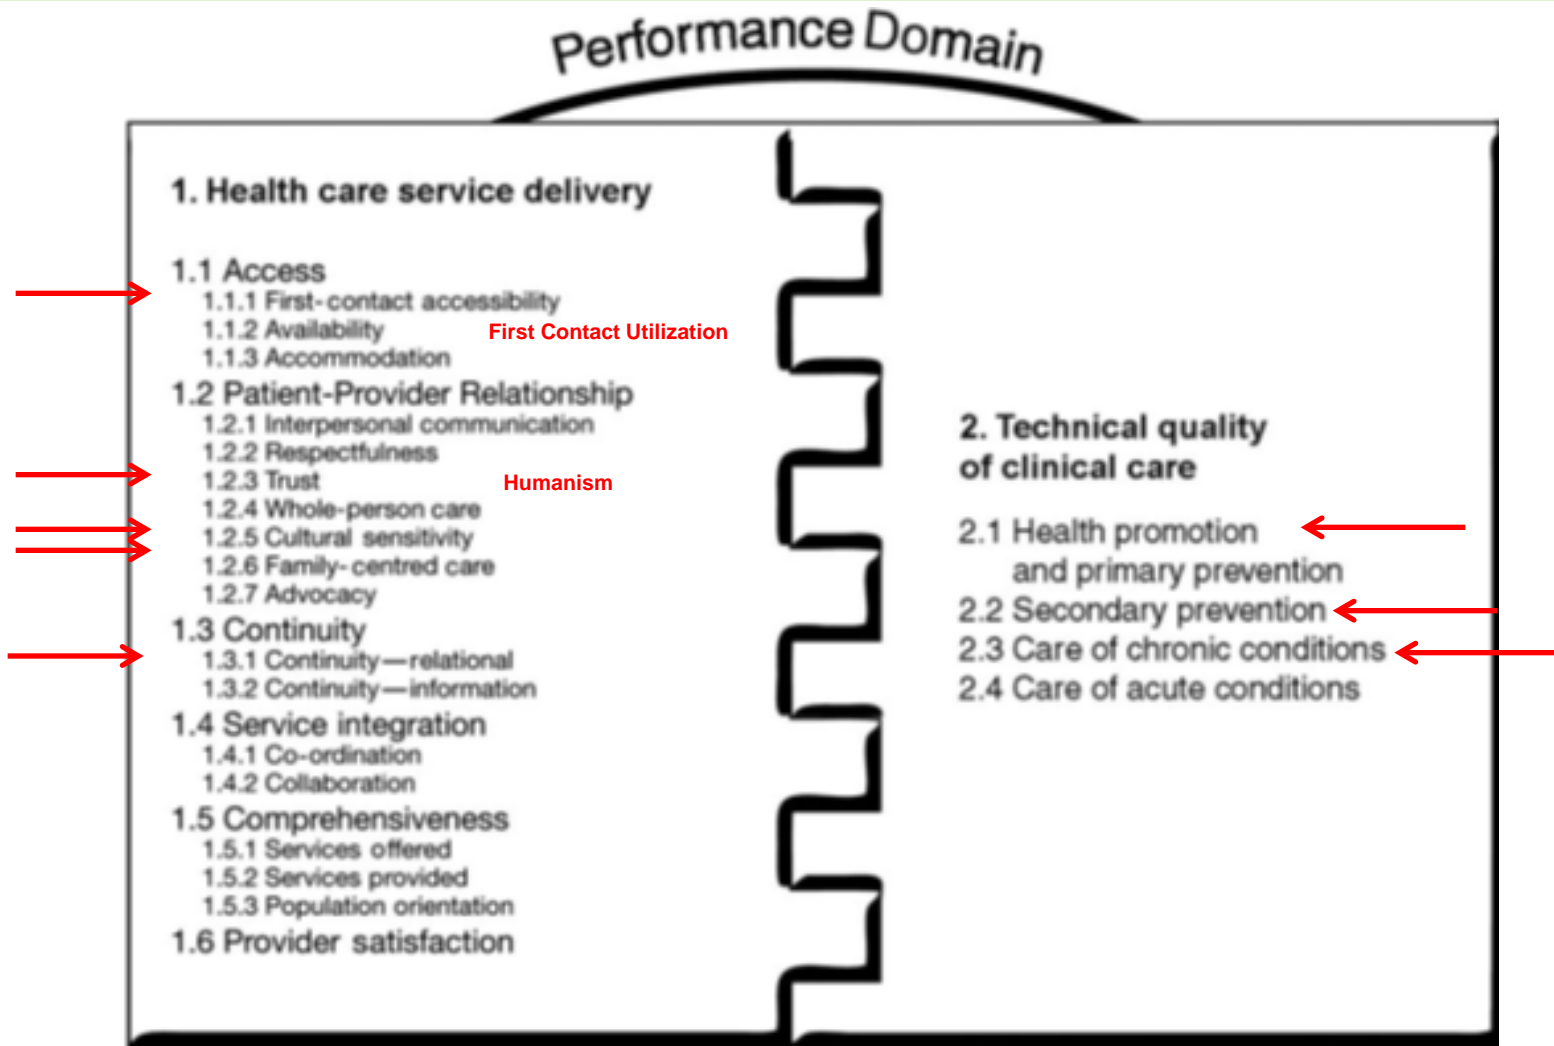 Performance Domain
1. Health care service delivery
1.1 Access
1.1.1 First-contact accessibility
1.1.2 Availability
First Contact Utilization
1.1.3 Accommodation
1.2 Patient-Provider Relationship
1.2.1 Interpersonal communication
1.2.2 Respectfulness
1.2.3 Trust
Humanism
1.2.4 Whole-person care
1.2.5 Cultural sensitivity
1.2.6 Family-centred care
1.2.7 Advocacy
1.3 Continuity
1.3.1 Continuity—relational
1.3.2 Continuity—information
1.4 Service integration
1.4.1 Co-ordination
1.4.2 Collaboration
1.5 Comprehensiveness
1.5.1 Services offered
1.5.2 Services provided
1.5.3 Population orientation
1.6 Provider satisfaction
2. Technical quality
of clinical care
2.1 Health promotion
and primary prevention
2.2 Secondary prevention
2.3 Care of chronic conditions
2.4 Care of acute conditions